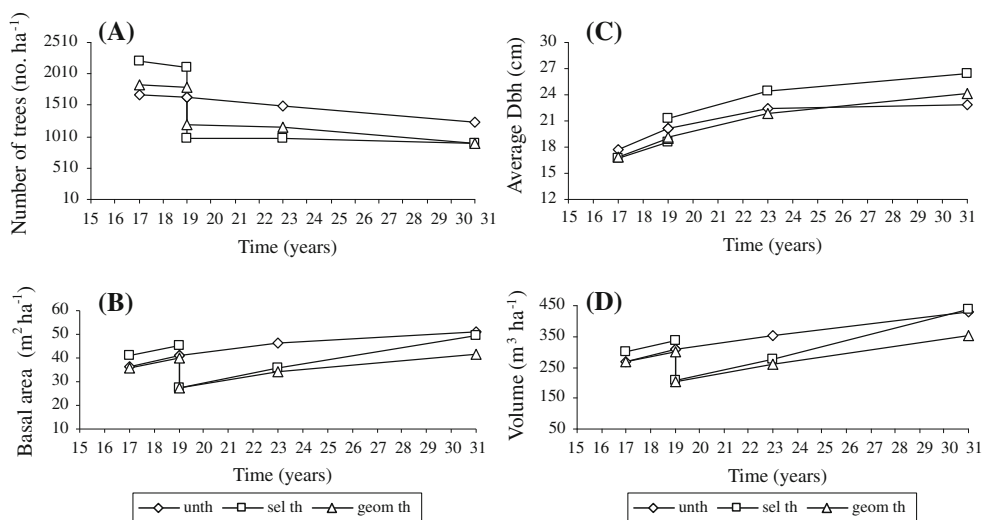 (A)
Number of trees (no. ha-1)
2510
2010
1510
1010
510
10
15 16 17 18 19 20 21 22 23 24 25 26 27 28 29 30 31
Time (years)
(C)
Average Dbh (cm)
30
27
24
21
18
15
12
15 16 17 18 19 20 21 22 23 24 25 26 27 28 29 30 31
Time (years)
(B)
Basal area (m2 ha-1)
60
50
40
30
20
10
15 16 17 18 19 20 21 22 23 24 25 26 27 28 29 30 31
Time (years)
unth sel th geom th
(D)
Volume (m3 ha-1)
450
350
250
150
50
15 16 17 18 19 20 21 22 23 24 25 26 27 28 29 30 31
Time (years)
unth sel th geom th